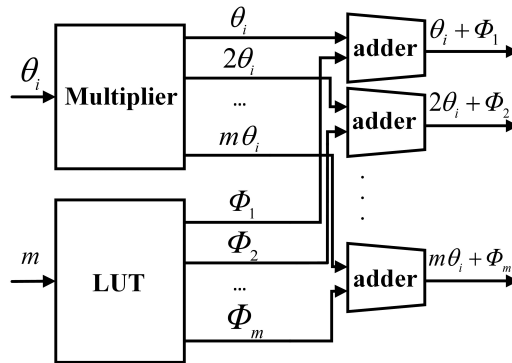 θᵢ
Multiplier
θᵢ
2θᵢ
...
mθᵢ
adder
θᵢ + Φ₁
adder
2θᵢ + Φ₂
. . .
adder
mθᵢ + Φₘ
m
LUT
Φ₁
Φ₂
...
Φₘ